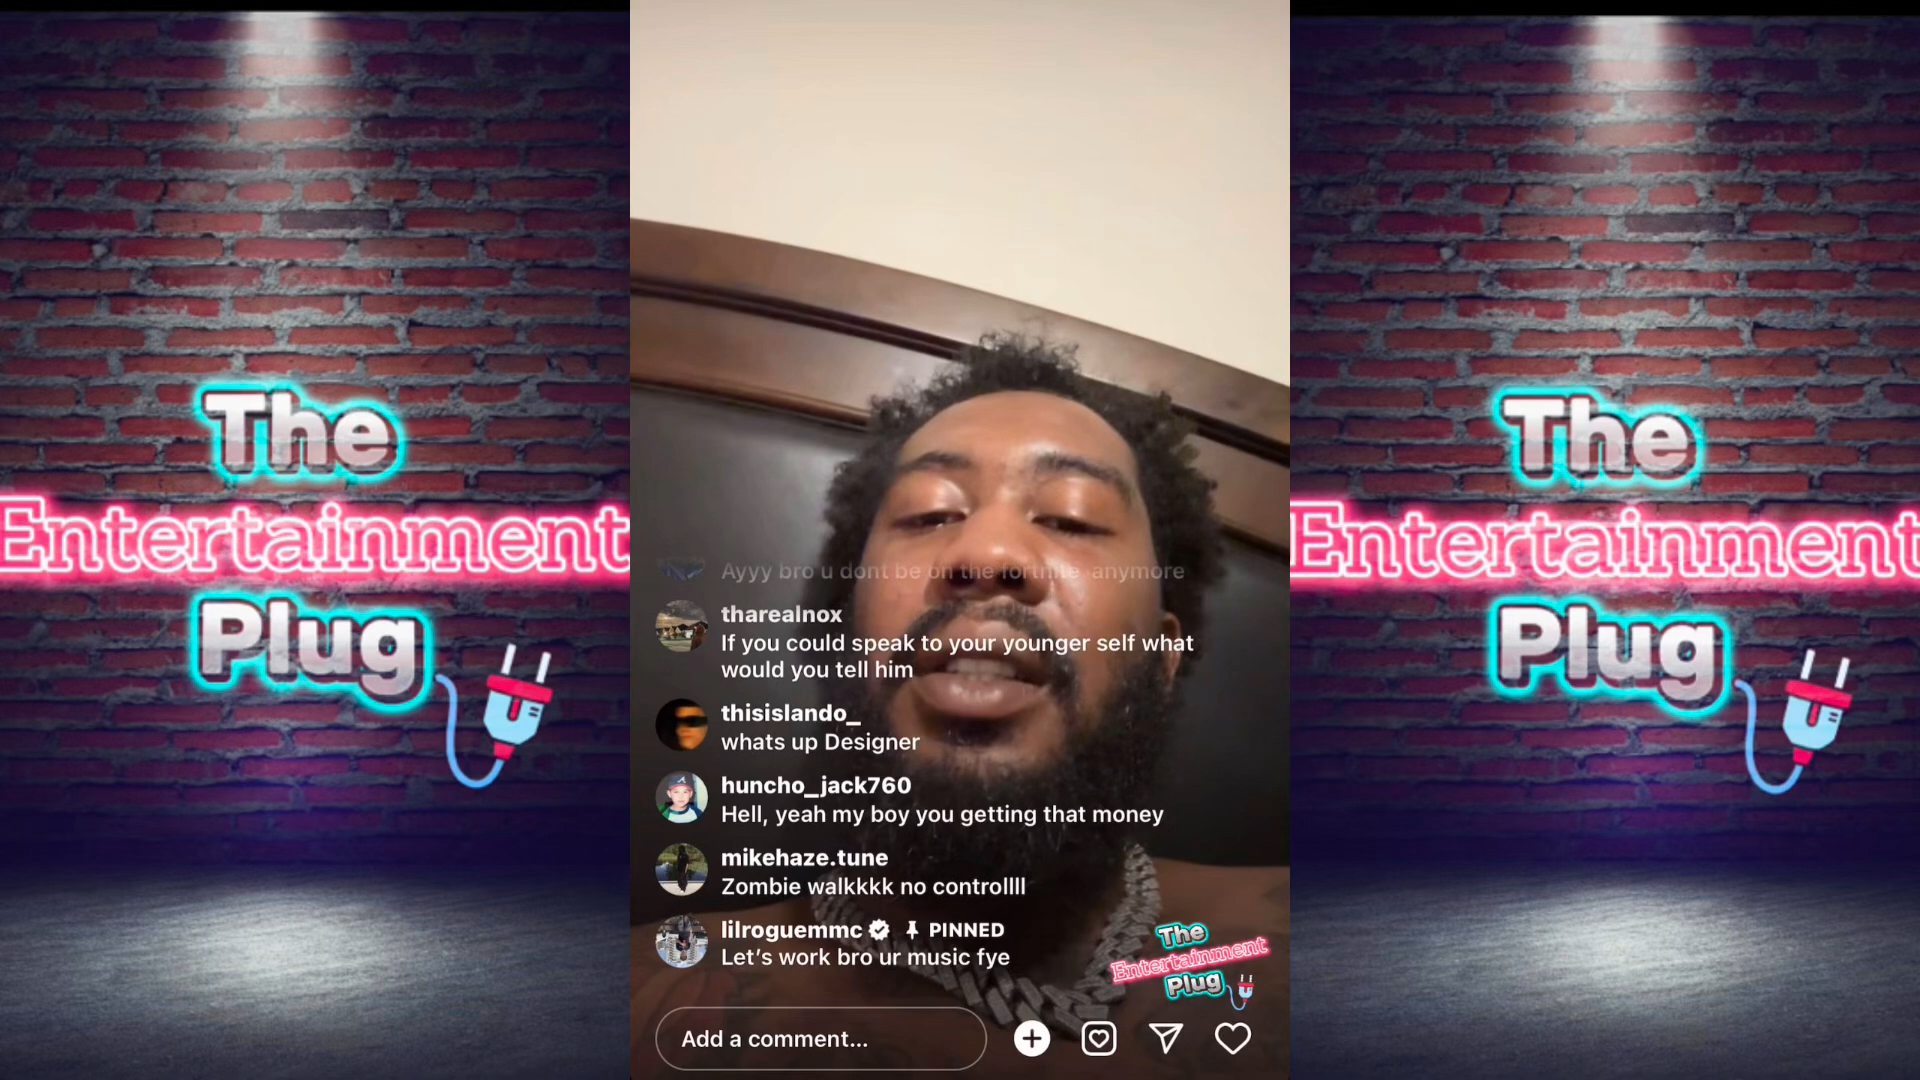 The
Entertainment
Plug
Ayyy bro u dont be on the fortnite anymore
tharealnox
If you could speak to your younger self what
would you tell him
thisislando_
whats up Designer
huncho_jack760
Hell, yeah my boy you getting that money
mikehaze.tune
Zombie walkkkk no controllll
lilroguemmc PINNED
Let's work bro ur music fye
The
Entertainment
Plug
Add a comment...
The
Entertainment
Plug